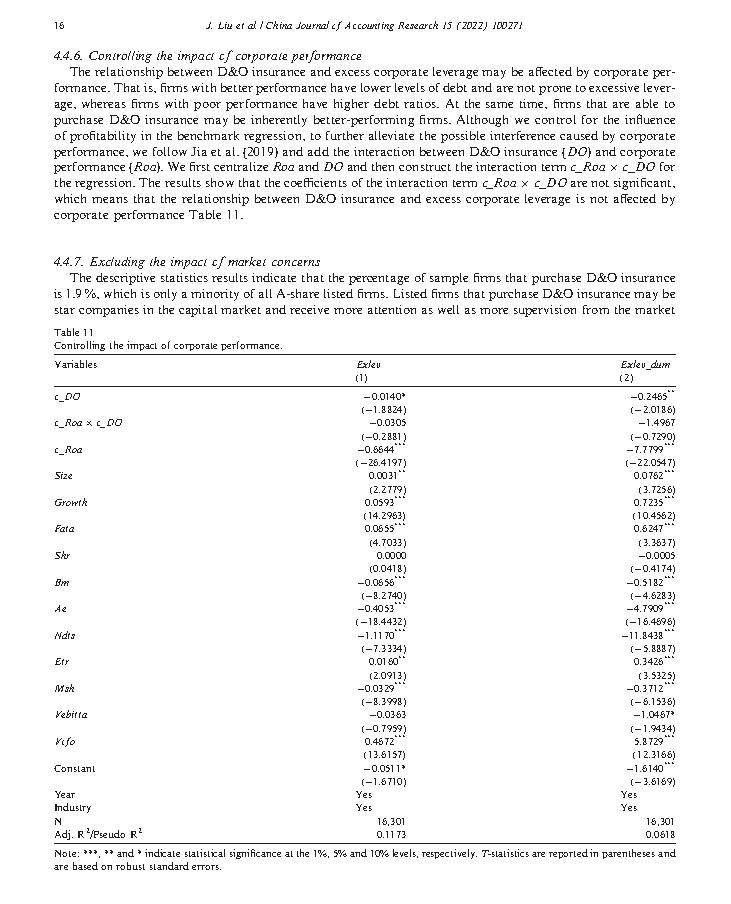 16
J. Liu et al. / China Journal of Accounting Research 15 (2022) 100271
4.4.6. Controlling the impact of corporate performance
The relationship between D&O insurance and excess corporate leverage may be affected by corporate per-
formance. That is, firms with better performance have lower levels of debt and are not prone to excessive lever-
age, whereas firms with poor performance have higher debt ratios. At the same time, firms that are able to
purchase D&O insurance may be inherently better-performing firms. Although we control for the influence
of profitability in the benchmark regression, to further alleviate the possible interference caused by corporate
performance, we follow Jia et al. (2019) and add the interaction between D&O insurance (DO) and corporate
performance (Roa). We first centralize Roa and DO and then construct the interaction term c_Roa × c_DO for
the regression. The results show that the coefficients of the interaction term c_Roa × c_DO are not significant,
which means that the relationship between D&O insurance and excess corporate leverage is not affected by
corporate performance Table 11.
4.4.7. Excluding the impact of market concerns
The descriptive statistics results indicate that the percentage of sample firms that purchase D&O insurance
is 1.9 %, which is only a minority of all A-share listed firms. Listed firms that purchase D&O insurance may be
star companies in the capital market and receive more attention as well as more supervision from the market
Table 11
Controlling the impact of corporate performance.
Variables Exlev Exlev_dum
(1) (2)
c_DO −0.0140* −0.2465**
(−1.8824) (−2.0186)
c_Roa × c_DO −0.0305 −1.4967
(−0.2881) (−0.7290)
c_Roa −0.6644*** −7.7799***
(−26.4197) (−22.0547)
Size 0.0031** 0.0762***
(2.2779) (3.7256)
Growth 0.0593*** 0.7235***
(14.2963) (10.4562)
Fata 0.0655*** 0.6247***
(4.7033) (3.3637)
Shr 0.0000 −0.0005
(0.0418) (−0.4174)
Bm −0.0656*** −0.5182***
(−8.2740) (−4.6283)
Ae −0.4053*** −4.7909***
(−18.4432) (−16.4696)
Ndts −1.1170*** −11.8438***
(−7.3334) (−5.8887)
Etr 0.0160** 0.3426***
(2.0913) (3.5325)
Msh −0.0329*** −0.3712***
(−8.3998) (−6.1536)
Vebitta −0.0363 −1.0467*
(−0.7959) (−1.9434)
Vcfo 0.4672*** 5.8729***
(13.6157) (12.3166)
Constant −0.0511* −1.6140***
(−1.6710) (−3.6169)
Year Yes Yes
Industry Yes Yes
N 16,301 16,301
Adj. R²/Pseudo R² 0.1173 0.0618
Note: ***, ** and * indicate statistical significance at the 1%, 5% and 10% levels, respectively. T-statistics are reported in parentheses and
are based on robust standard errors.